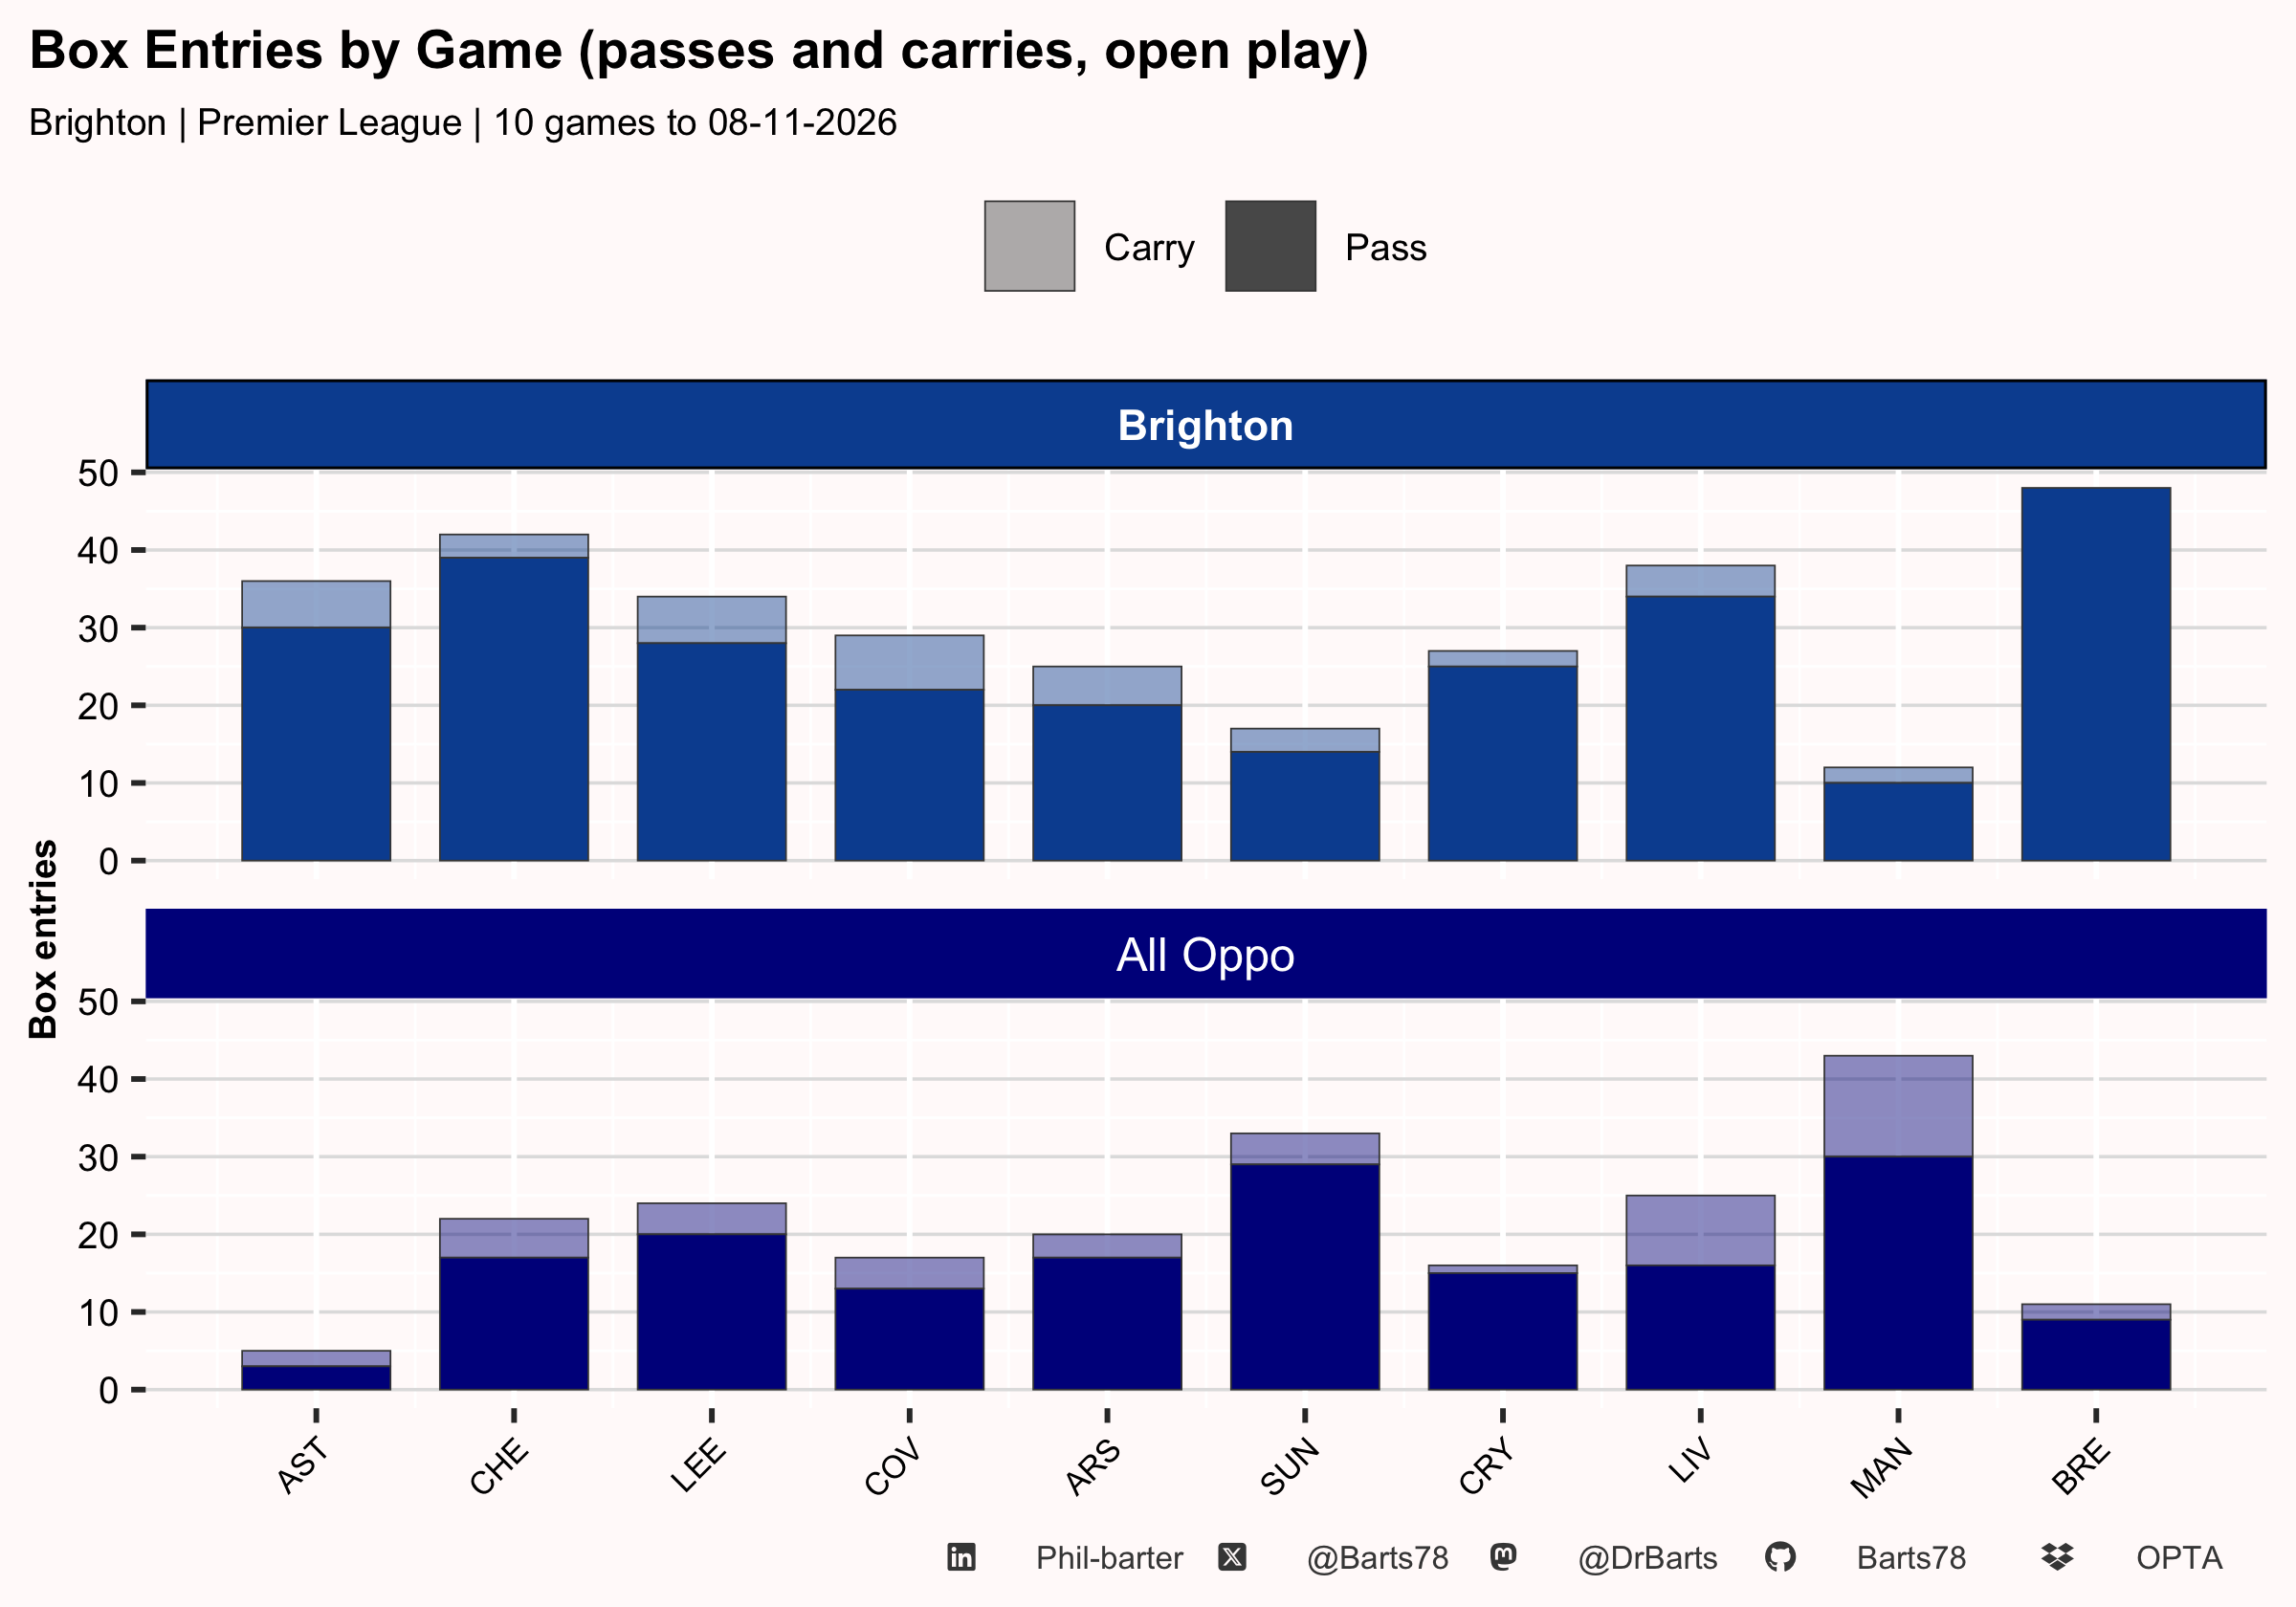 Box Entries by Game (passes and carries, open play)
Brighton | Premier League | 10 games to 08-11-2026
Carry Pass
Brighton
50
40
30
20
10
0
Box entries
All Oppo
50
40
30
20
10
0
AST CHE LEE COV ARS SUN CRY LIV MAN BRE
Phil-barter @Barts78 @DrBarts Barts78 OPTA